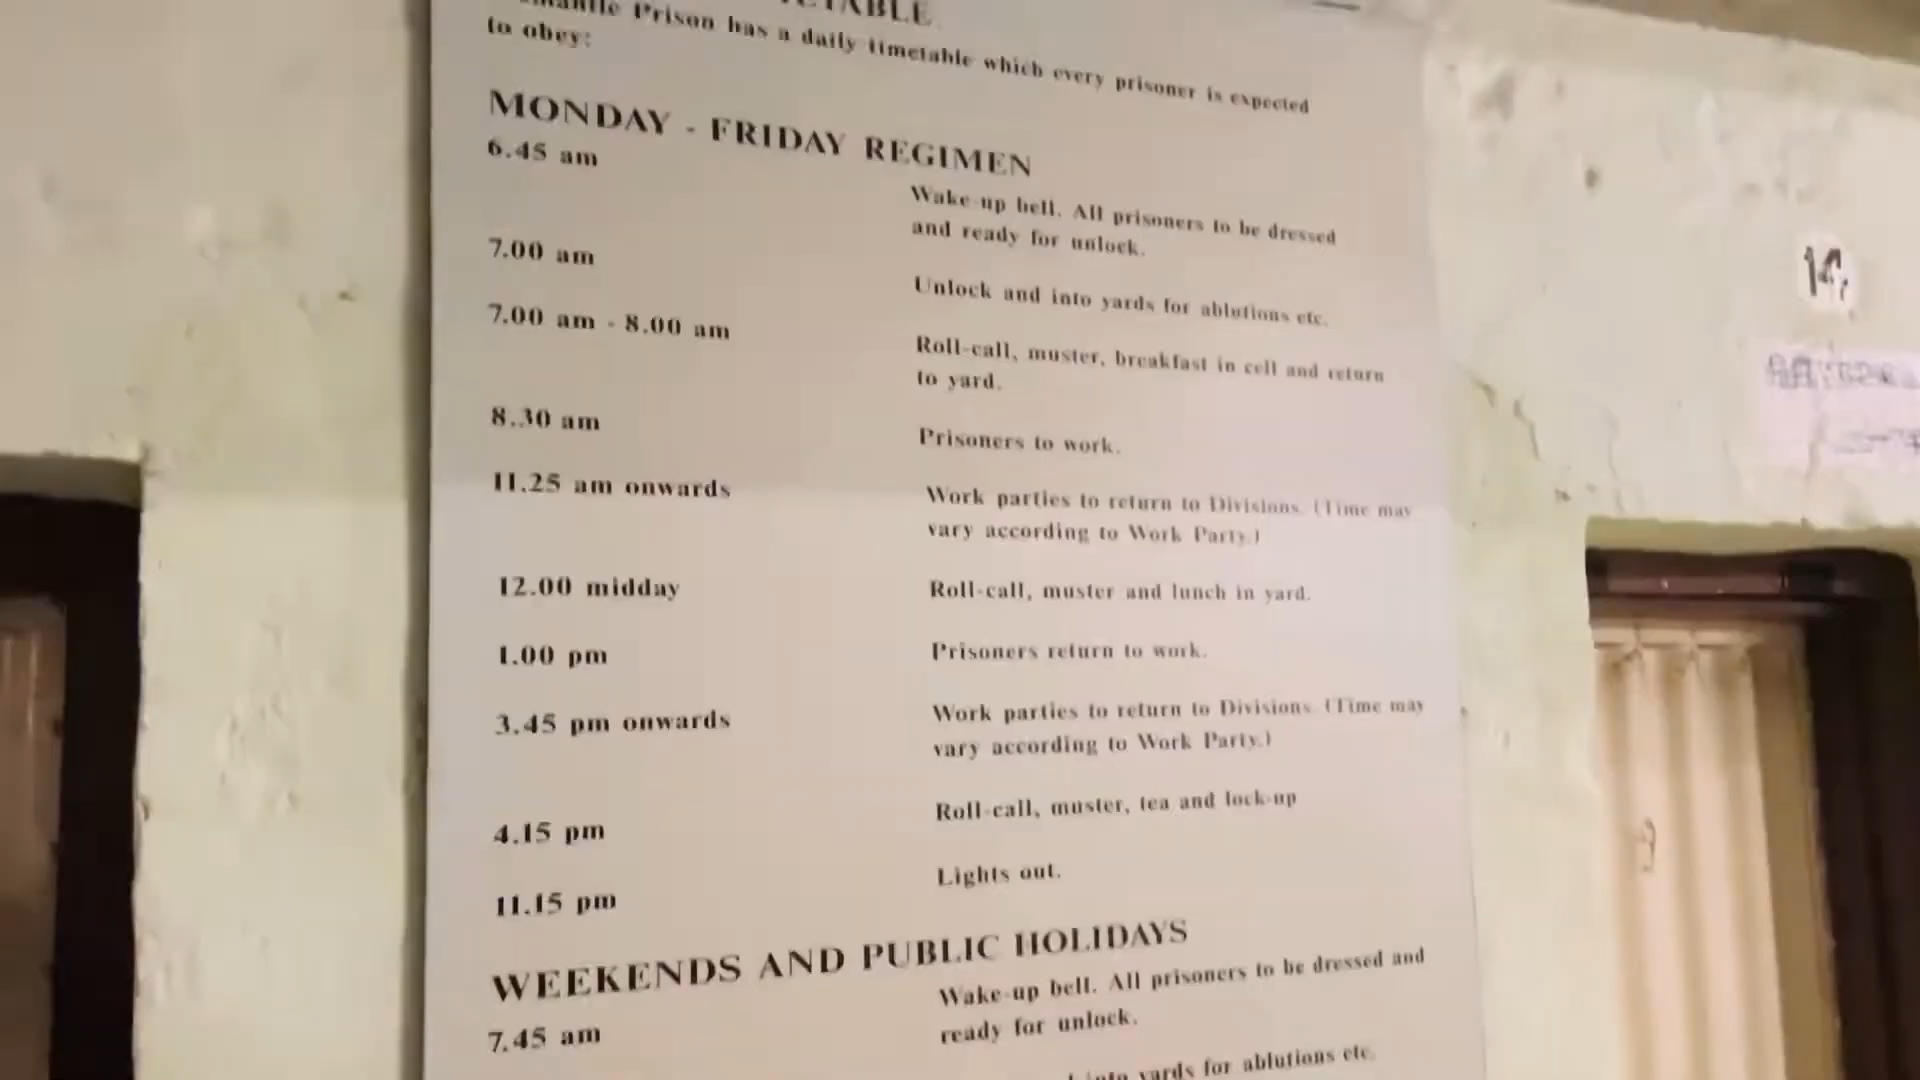 Prison has a daily timetable which every prisoner is expected
to obey:
MONDAY - FRIDAY REGIMEN
6.45 am
Wake-up bell. All prisoners to be dressed
and ready for unlock.
7.00 am
Unlock and into yards for ablutions etc.
7.00 am - 8.00 am
Roll-call, muster, breakfast in cell and return
to yard.
8.30 am
Prisoners to work.
11.25 am onwards
Work parties to return to Divisions. (Time may
vary according to Work Party.)
12.00 midday
Roll-call, muster and lunch in yard.
1.00 pm
Prisoners return to work.
3.45 pm onwards
Work parties to return to Divisions. (Time may
vary according to Work Party.)
4.15 pm
Roll-call, muster, tea and lock-up
11.15 pm
Lights out.
WEEKENDS AND PUBLIC HOLIDAYS
7.45 am
Wake-up bell. All prisoners to be dressed and
ready for unlock.
into yards for ablutions etc.
14